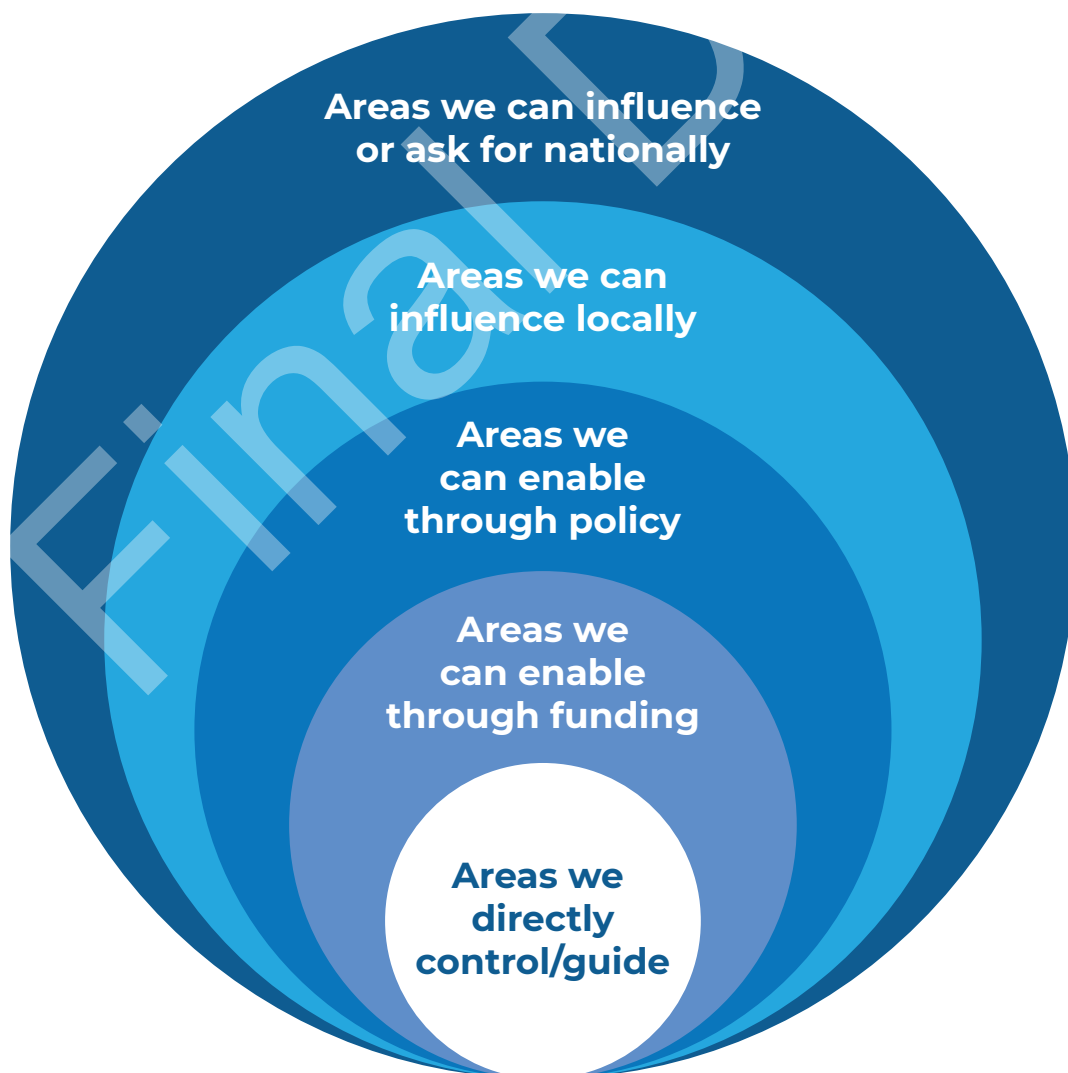 Areas we can influence
or ask for nationally
Areas we can
influence locally
Areas we
can enable
through policy
Areas we
can enable
through funding
Areas we
directly
control/guide
Final D